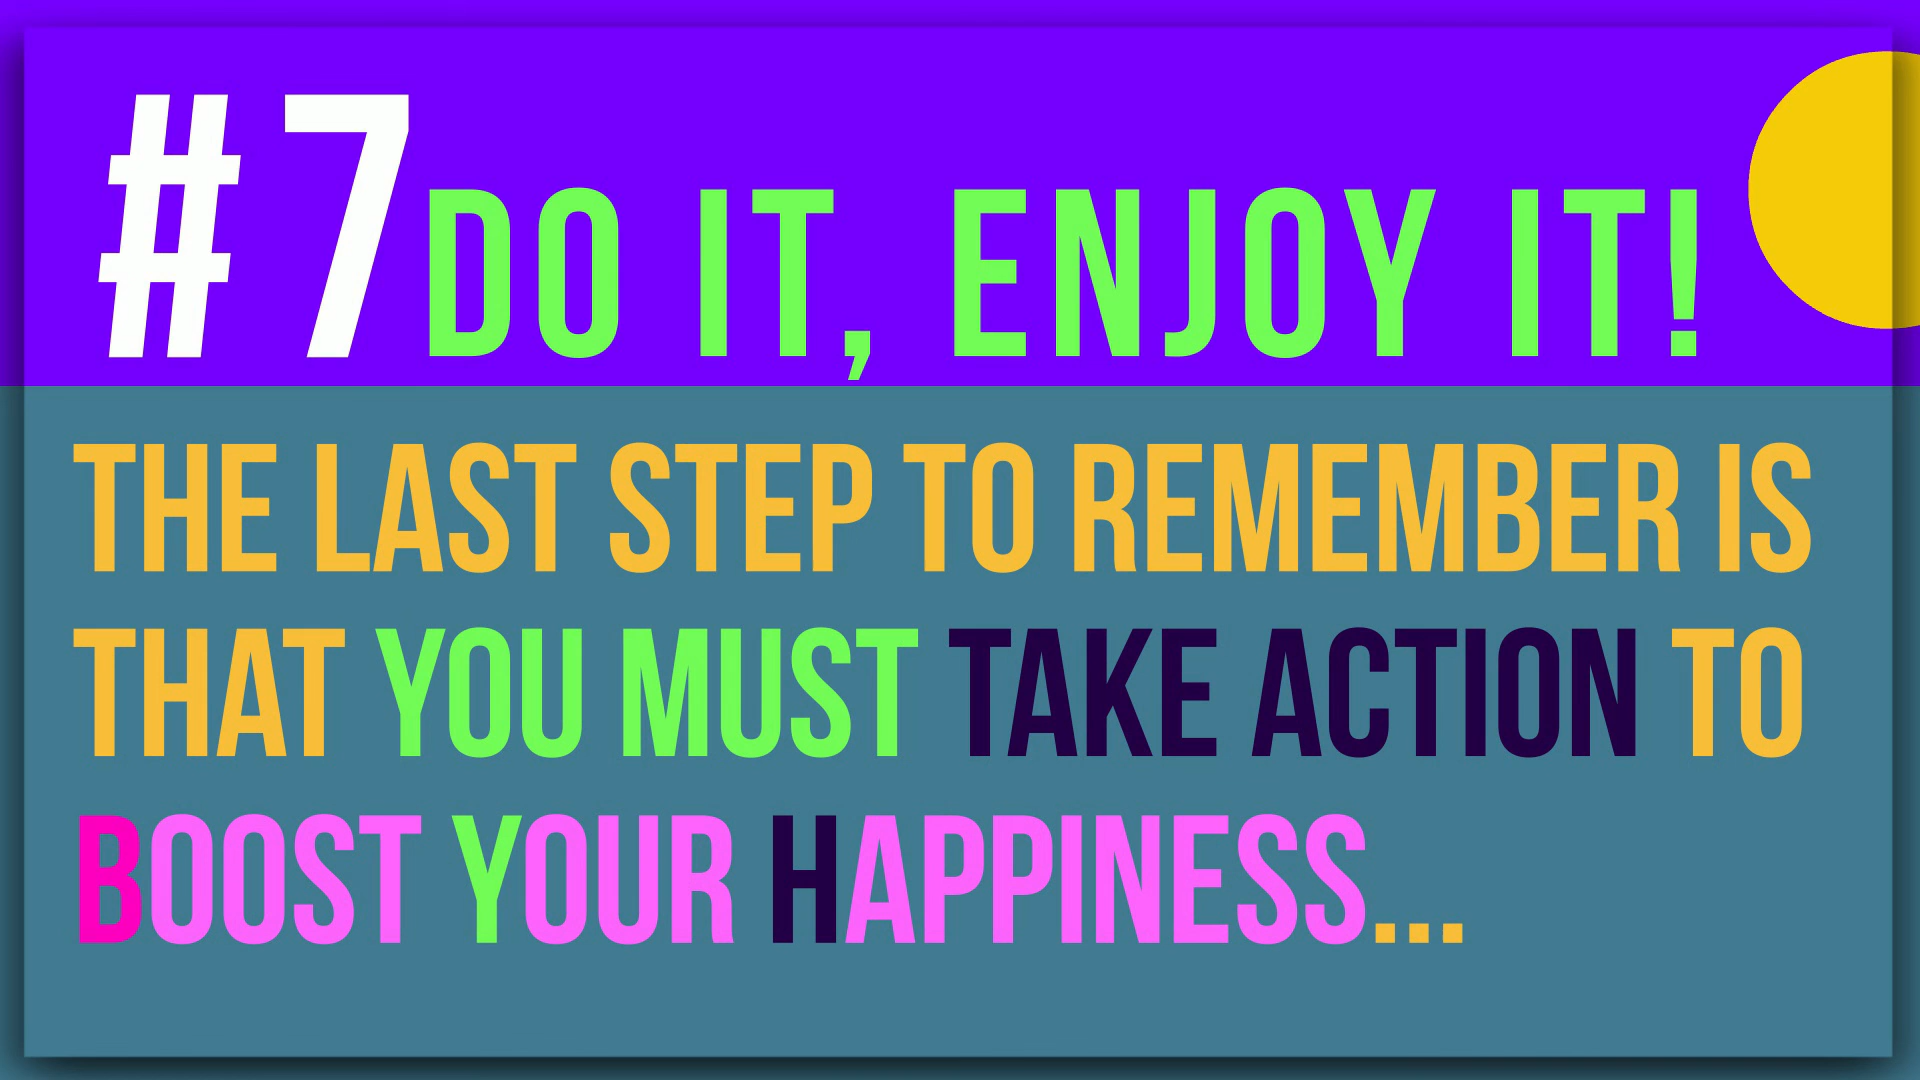 #7 DO IT, ENJOY IT!
THE LAST STEP TO REMEMBER IS
THAT YOU MUST TAKE ACTION TO
BOOST YOUR HAPPINESS...